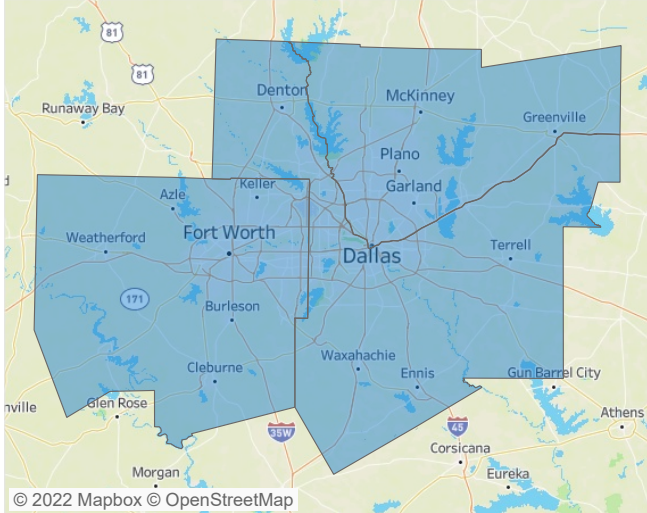 81
81
Runaway Bay
Denton
McKinney
Greenville
Plano
Garland
Keller
Azle
Fort Worth
Weatherford
Dallas
Terrell
171
Burleson
Waxahachie
Cleburne
Ennis
Gun Barrel City
Glen Rose
nville
Athens
35W
45
Corsicana
Morgan
Eureka
© 2022 Mapbox © OpenStreetMap
d